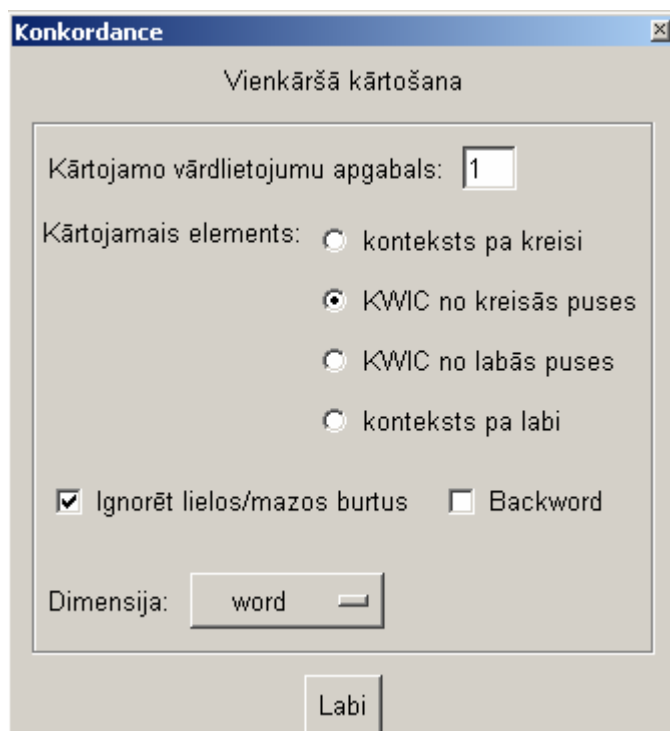 Konkordance
Vienkāršā kārtošana
Kārtojamo vārdlietojumu apgabals: 1
Kārtojamais elements: konteksts pa kreisi
KWIC no kreisās puses
KWIC no labās puses
konteksts pa labi
Ignorēt lielos/mazos burtus Backword
Dimensija: word
Labi